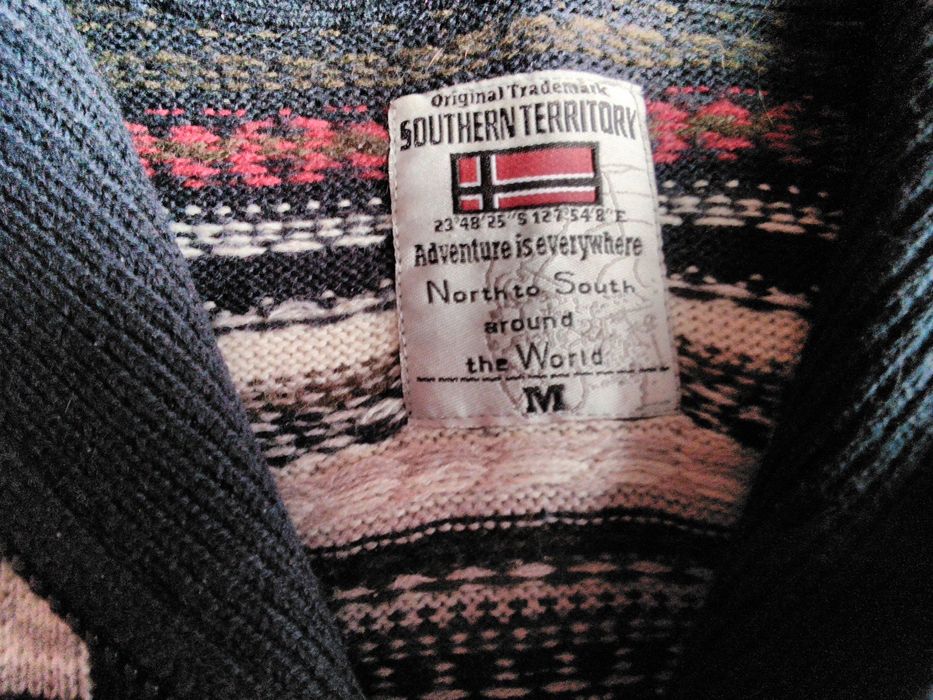 Original Trademark
SOUTHERN TERRITORY
23°48'25"S 127°54'8"E
Adventure is everywhere
North to South
around
the World
M